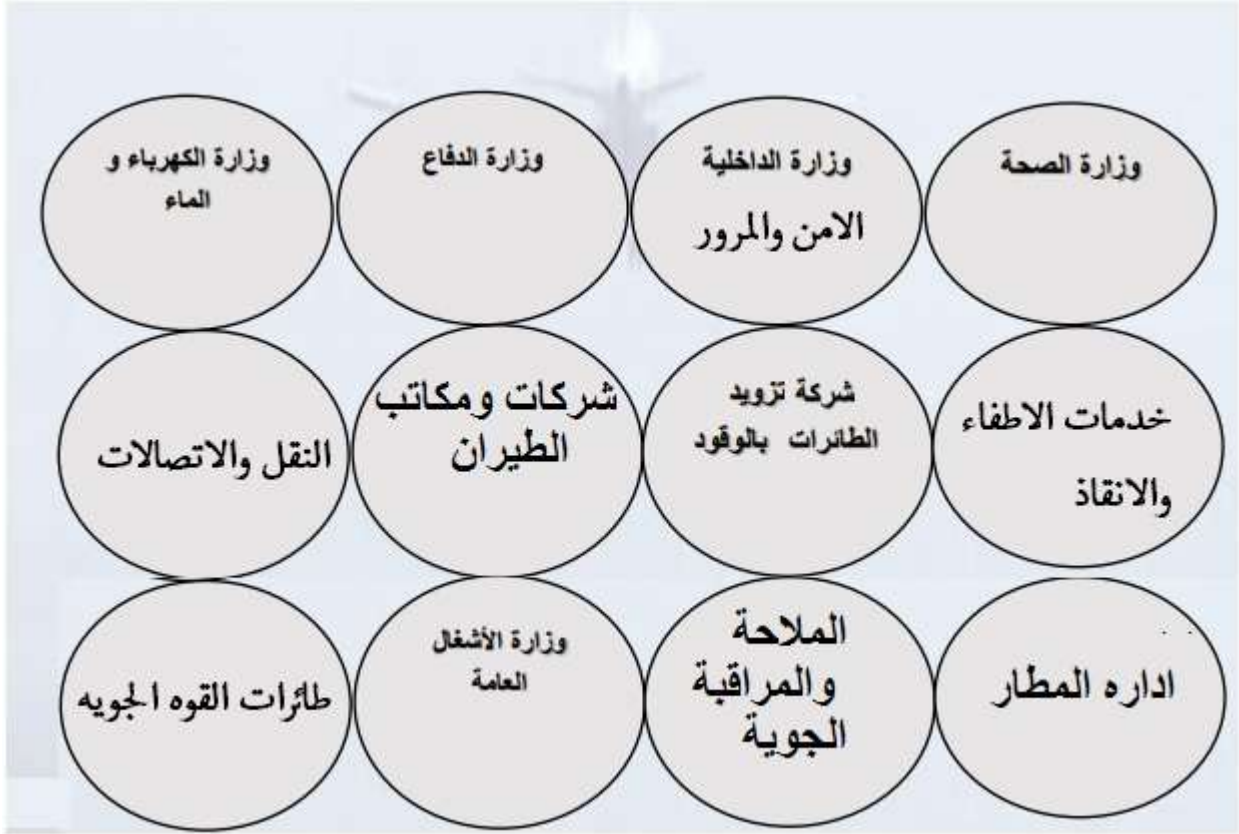 وزارة الصحة
وزارة الداخلية
الامن والمرور
وزارة الدفاع
وزارة الكهرباء و
الماء
خدمات الاطفاء
والانقاذ
شركة تزويد
الطائرات بالوقود
شركات ومكاتب
الطيران
النقل والاتصالات
اداره المطار
الملاحة
والمراقبة
الجوية
وزارة الأشغال
العامة
طائرات القوه الجويه